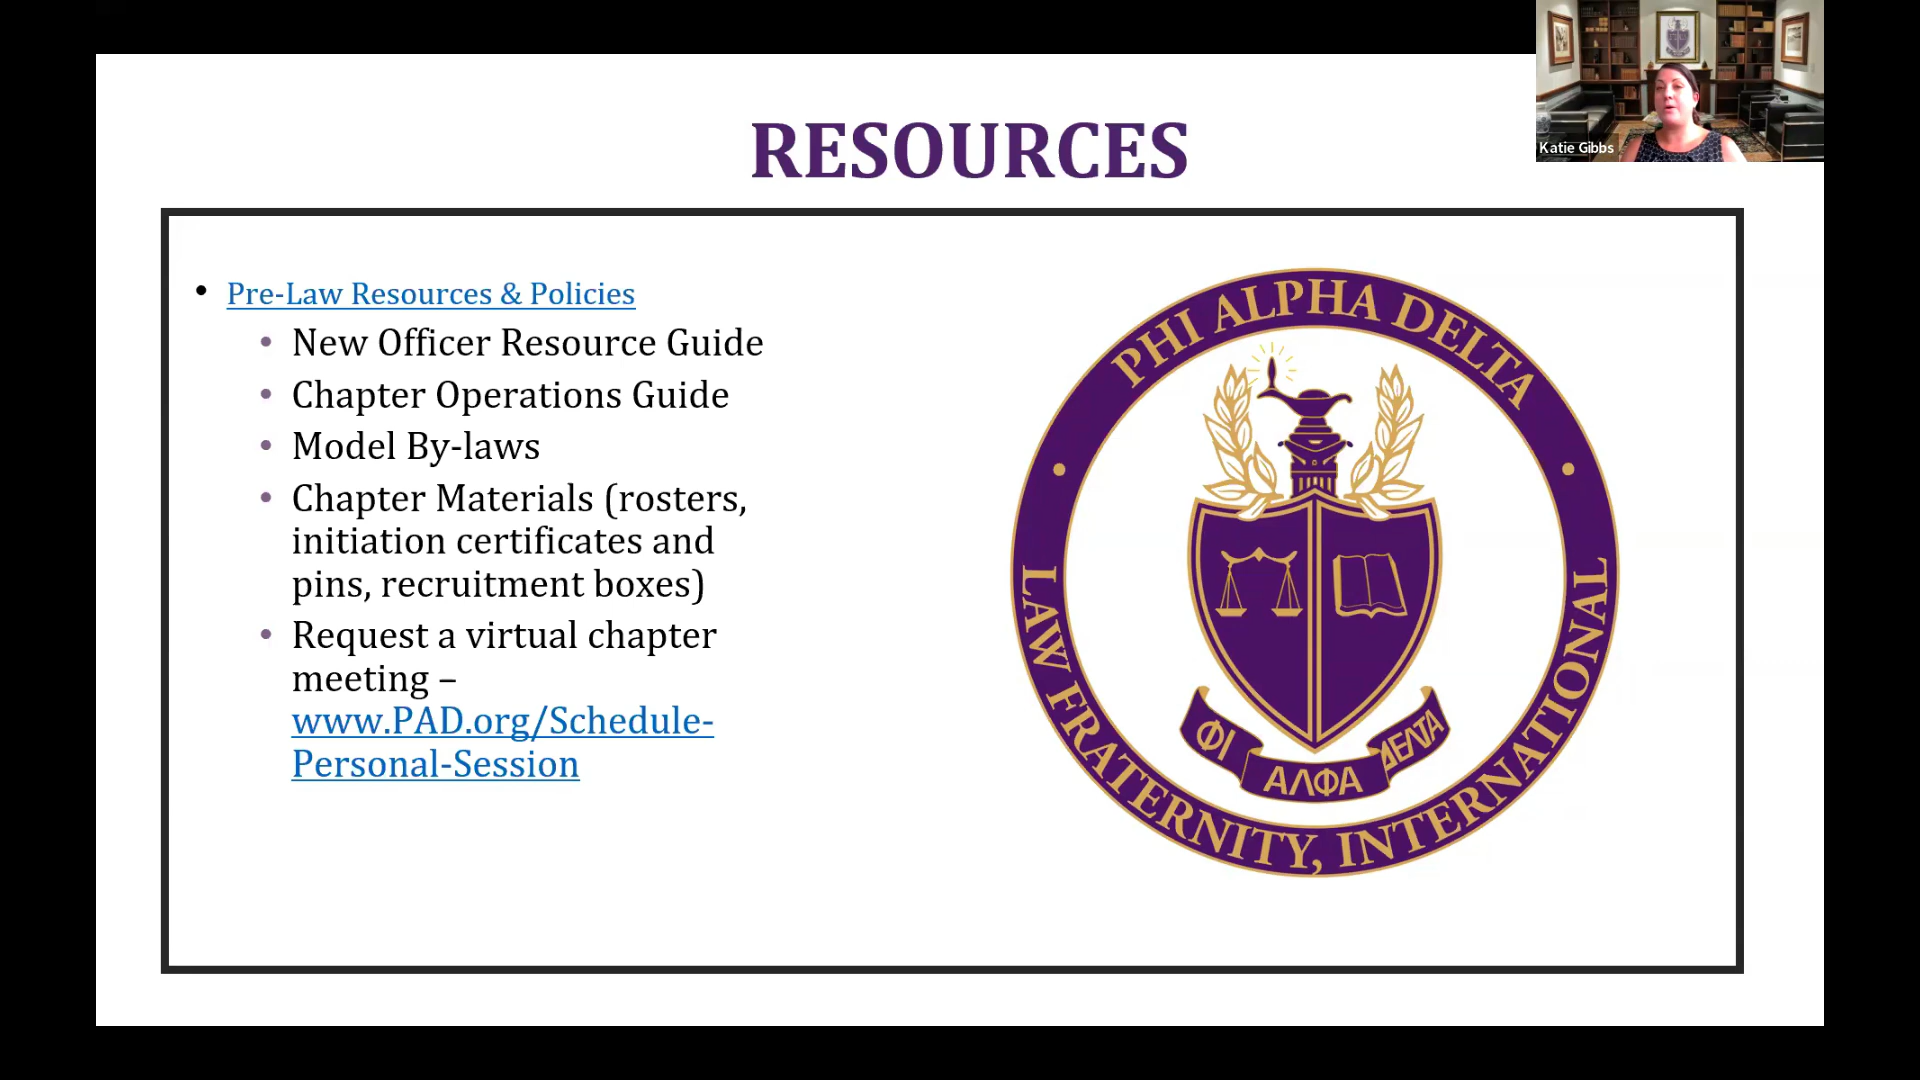 RESOURCES
Katie Gibbs
• Pre-Law Resources & Policies
• New Officer Resource Guide
• Chapter Operations Guide
• Model By-laws
• Chapter Materials (rosters,
initiation certificates and
pins, recruitment boxes)
• Request a virtual chapter
meeting –
www.PAD.org/Schedule-
Personal-Session
PHI ALPHA DELTA
LAW FRATERNITY, INTERNATIONAL
ΦΙ
ΑΛΦΑ
ΔΕΛΤΑ